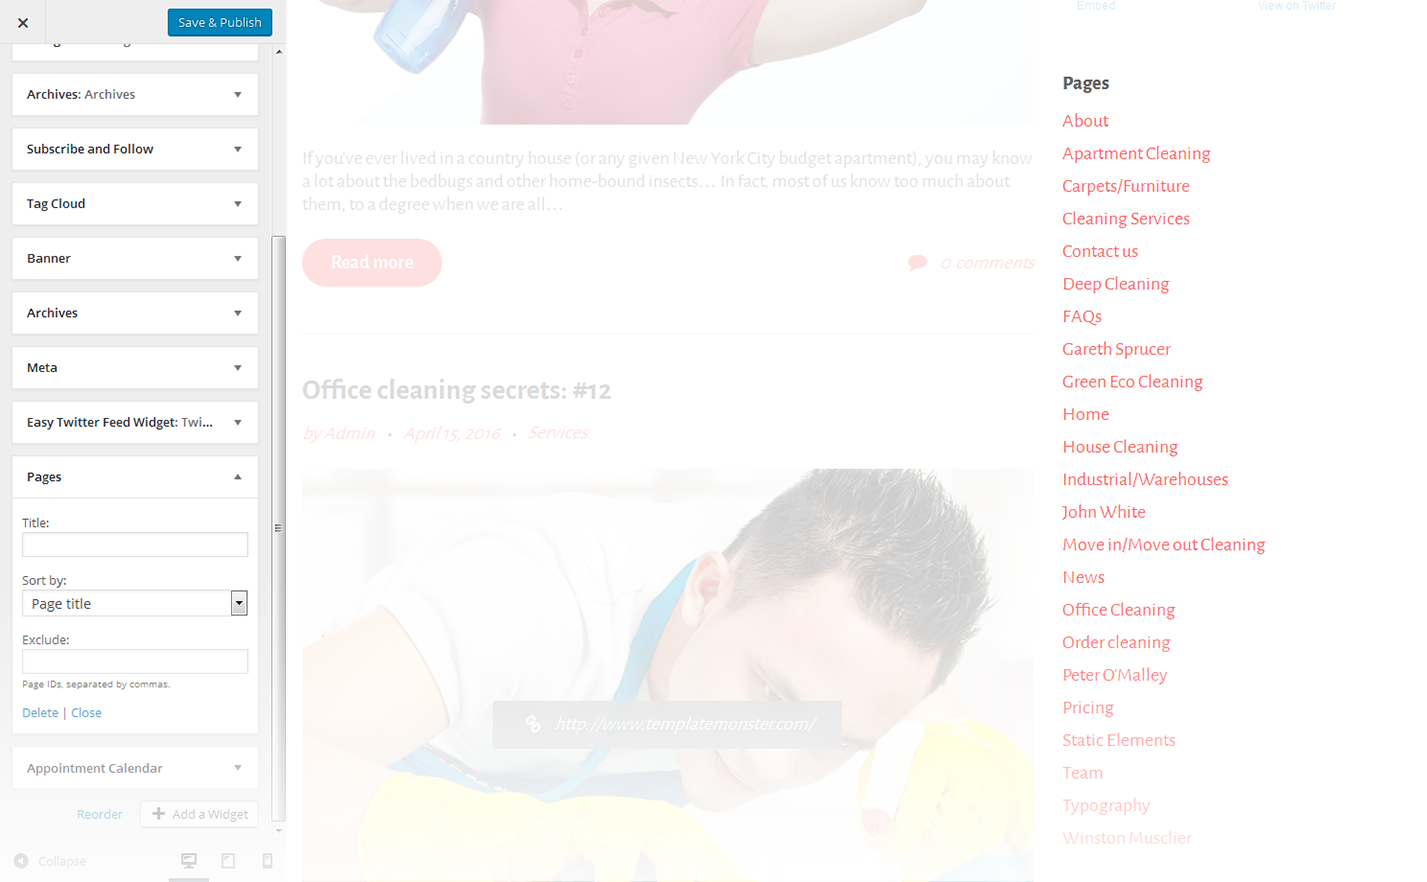 Save & Publish
Archives: Archives
Subscribe and Follow
Tag Cloud
Banner
Archives
Meta
Easy Twitter Feed Widget: Twi...
Pages
Title:
Sort by:
Page title
Exclude:
Page IDs, separated by commas.
Delete | Close
Appointment Calendar
Reorder
Add a Widget
Collapse
If you've ever lived in a country house (or any given New York City budget apartment), you may know
a lot about the bedbugs and other home-bound insects… In fact, most of us know too much about
them, to a degree when we are all…
Read more
0 comments
Office cleaning secrets: #12
by Admin • April 15, 2016 • Services
http://www.templatemonster.com/
Embed
View on Twitter
Pages
About
Apartment Cleaning
Carpets/Furniture
Cleaning Services
Contact us
Deep Cleaning
FAQs
Gareth Sprucer
Green Eco Cleaning
Home
House Cleaning
Industrial/Warehouses
John White
Move in/Move out Cleaning
News
Office Cleaning
Order cleaning
Peter O'Malley
Pricing
Static Elements
Team
Typography
Winston Musclier